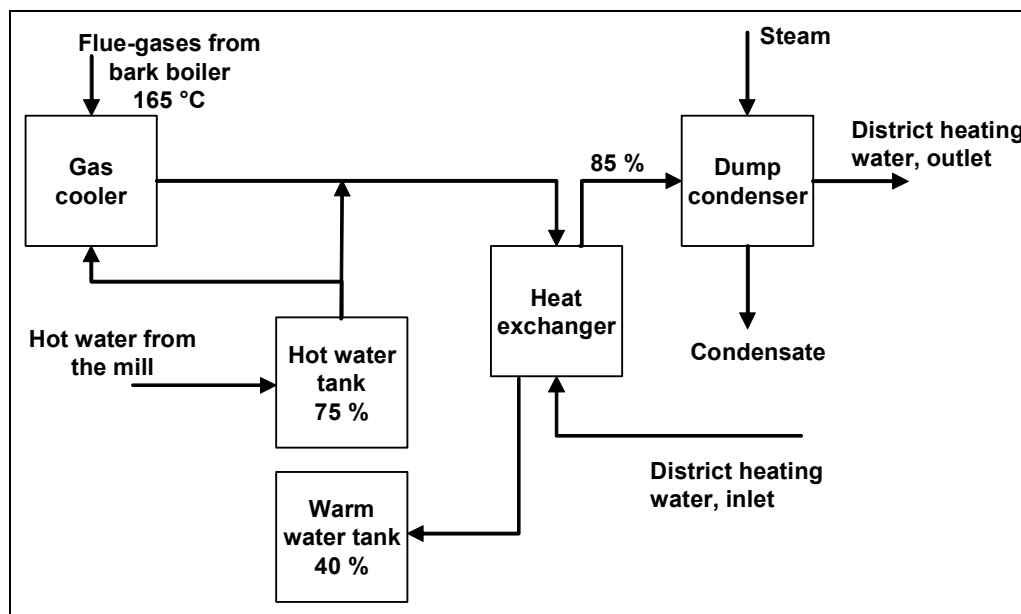 Flue-gases from
bark boiler
165 °C
Steam
District heating
water, outlet
Gas
cooler
85 %
Dump
condenser
Heat
exchanger
Hot water from
the mill
Hot water
tank
75 %
Condensate
District heating
water, inlet
Warm
water tank
40 %